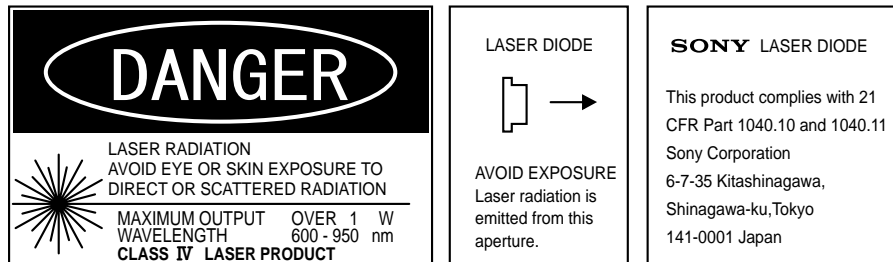 DANGER
LASER RADIATION
AVOID EYE OR SKIN EXPOSURE TO
DIRECT OR SCATTERED RADIATION
MAXIMUM OUTPUT OVER 1 W
WAVELENGTH 600 - 950 nm
CLASS Ⅳ LASER PRODUCT
LASER DIODE
AVOID EXPOSURE
Laser radiation is
emitted from this
aperture.
SONY LASER DIODE
This product complies with 21
CFR Part 1040.10 and 1040.11
Sony Corporation
6-7-35 Kitashinagawa,
Shinagawa-ku,Tokyo
141-0001 Japan